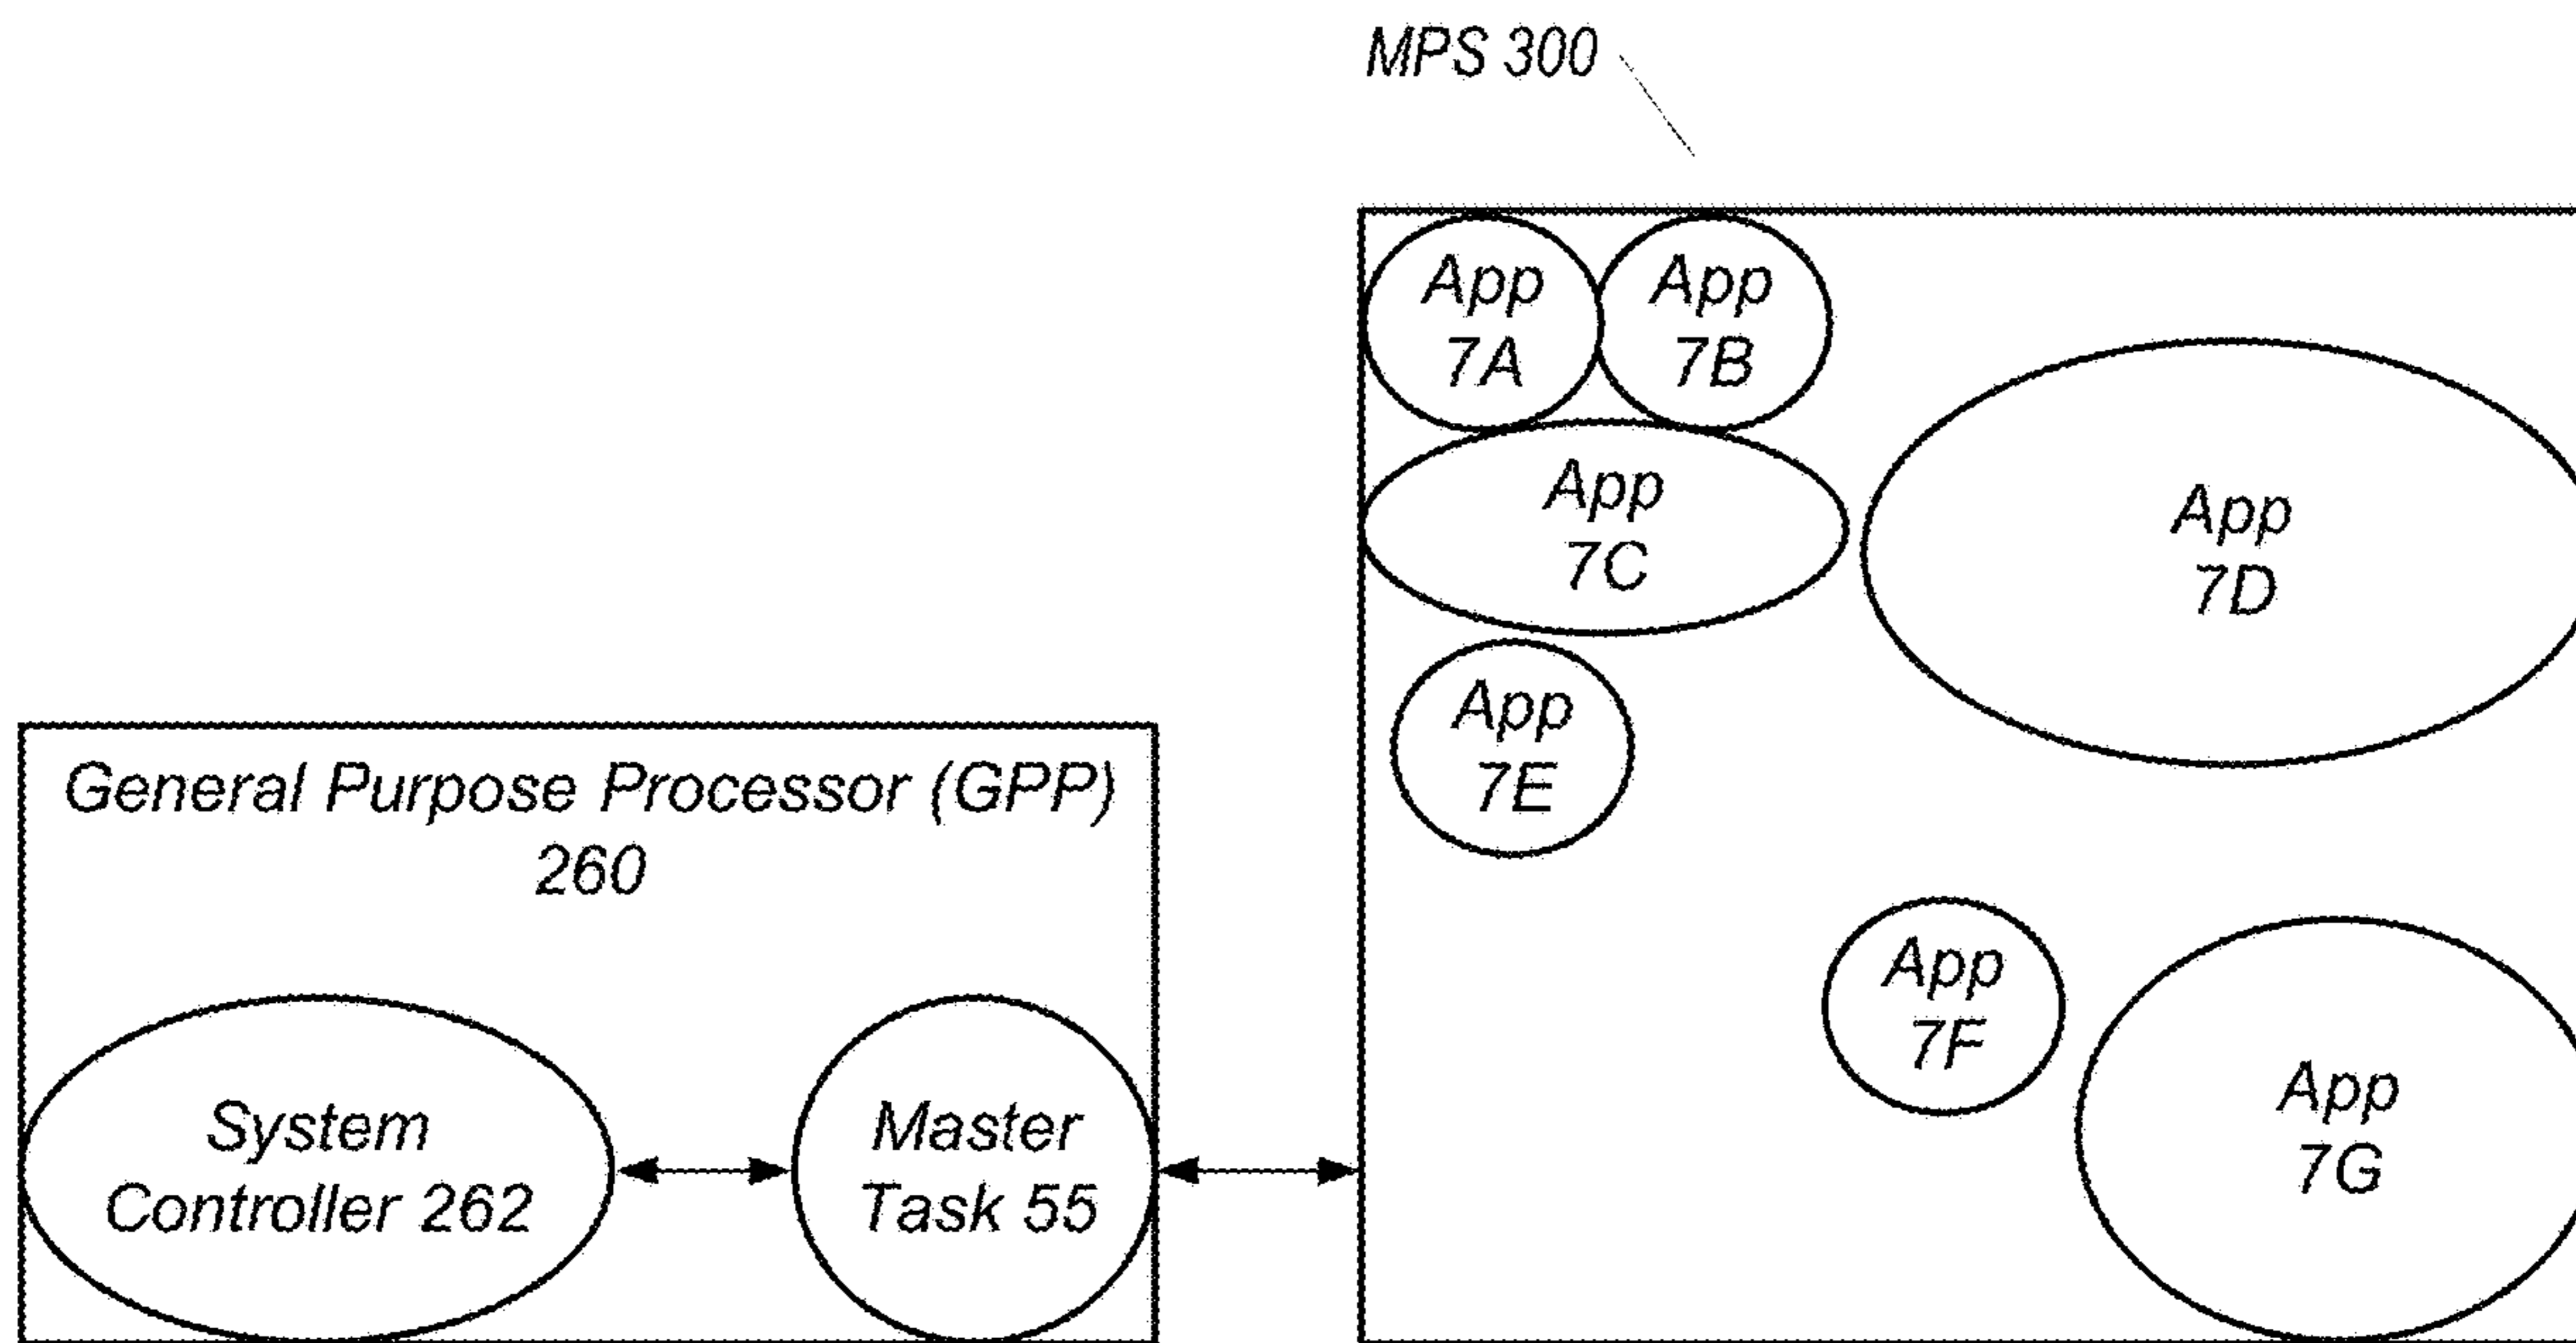 MPS 300
App
7A
App
7B
App
7C
App
7D
App
7E
App
7F
App
7G
General Purpose Processor (GPP)
260
System
Controller 262
Master
Task 55